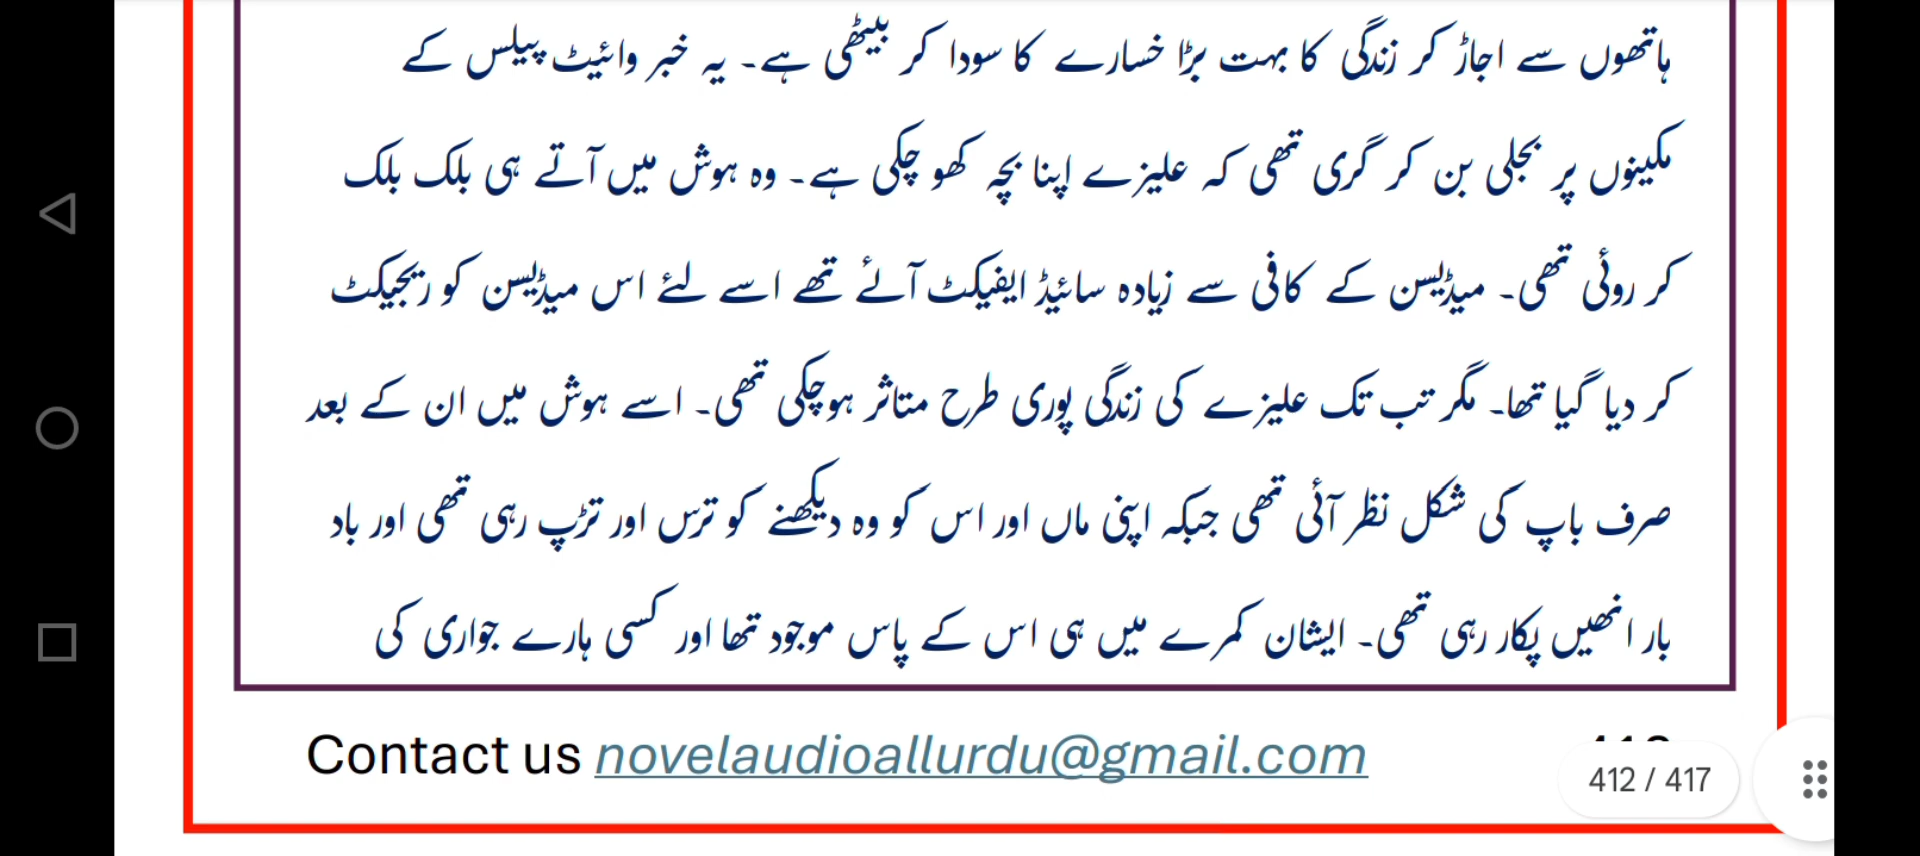 ہاتھوں سے اجاڑ کر زندگی کا بہت بڑا خسارے کا سودا کر بیٹھی ہے۔ یہ خبر وائیٹ پیلس کے
مکینوں پر بجلی بن کر گری تھی کہ علیزے اپنا بچہ کھو چکی ہے۔ وہ ہوش میں آتے ہی بلک بلک
کر روئی تھی۔ میڈیسن کے کافی سے زیادہ سائیڈ ایفیکٹ آئے تھے اسے لئے اس میڈیسن کو ریجیکٹ
کر دیا گیا تھا۔ مگر تب تک علیزے کی زندگی پوری طرح متاثر ہوچکی تھی۔ اسے ہوش میں ان کے بعد
صرف باپ کی شکل نظر آئی تھی جبکہ اپنی ماں اور اس کو وہ دیکھنے کو ترس اور تڑپ رہی تھی اور باد
بار انھیں پکار رہی تھی۔ ایشان کمرے میں ہی اس کے پاس موجود تھا اور کسی ہارے جواری کی
Contact us novelaudioallurdu@gmail.com
412 / 417